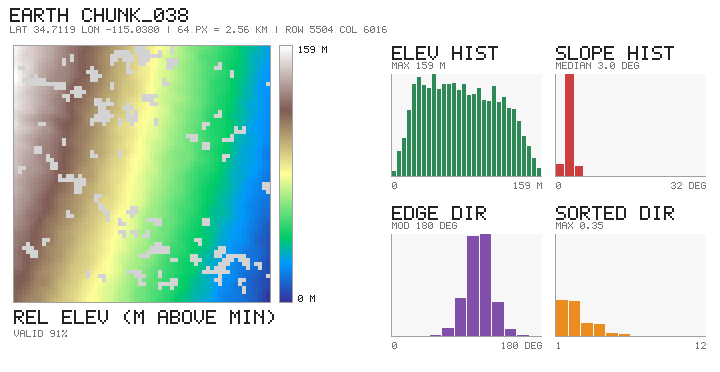 EARTH CHUNK_038
LAT 34.7119 LON -115.0380 | 64 PX = 2.56 KM | ROW 5504 COL 6016
159 M
0 M
REL ELEV (M ABOVE MIN)
VALID 91%
ELEV HIST
MAX 159 M
0 159 M
SLOPE HIST
MEDIAN 3.0 DEG
0 32 DEG
EDGE DIR
MOD 180 DEG
0 180 DEG
SORTED DIR
MAX 0.35
1 12